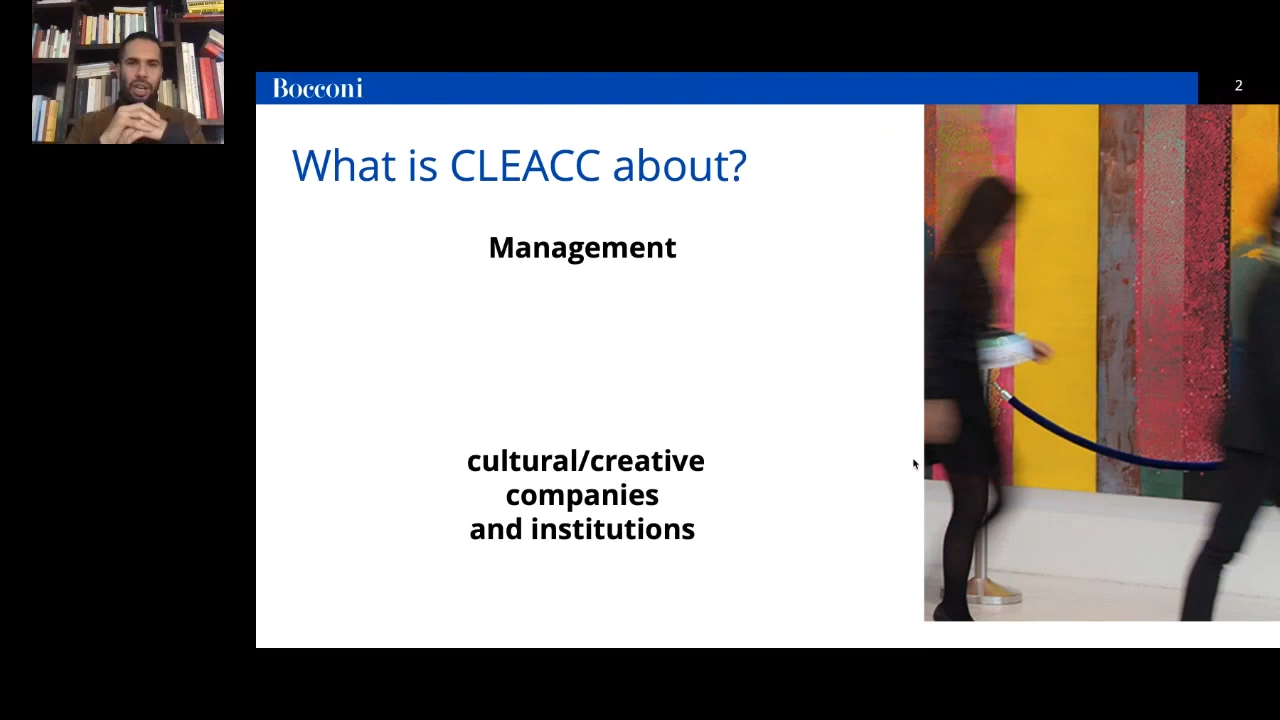 Bocconi
2
What is CLEACC about?
Management
cultural/creative
companies
and institutions